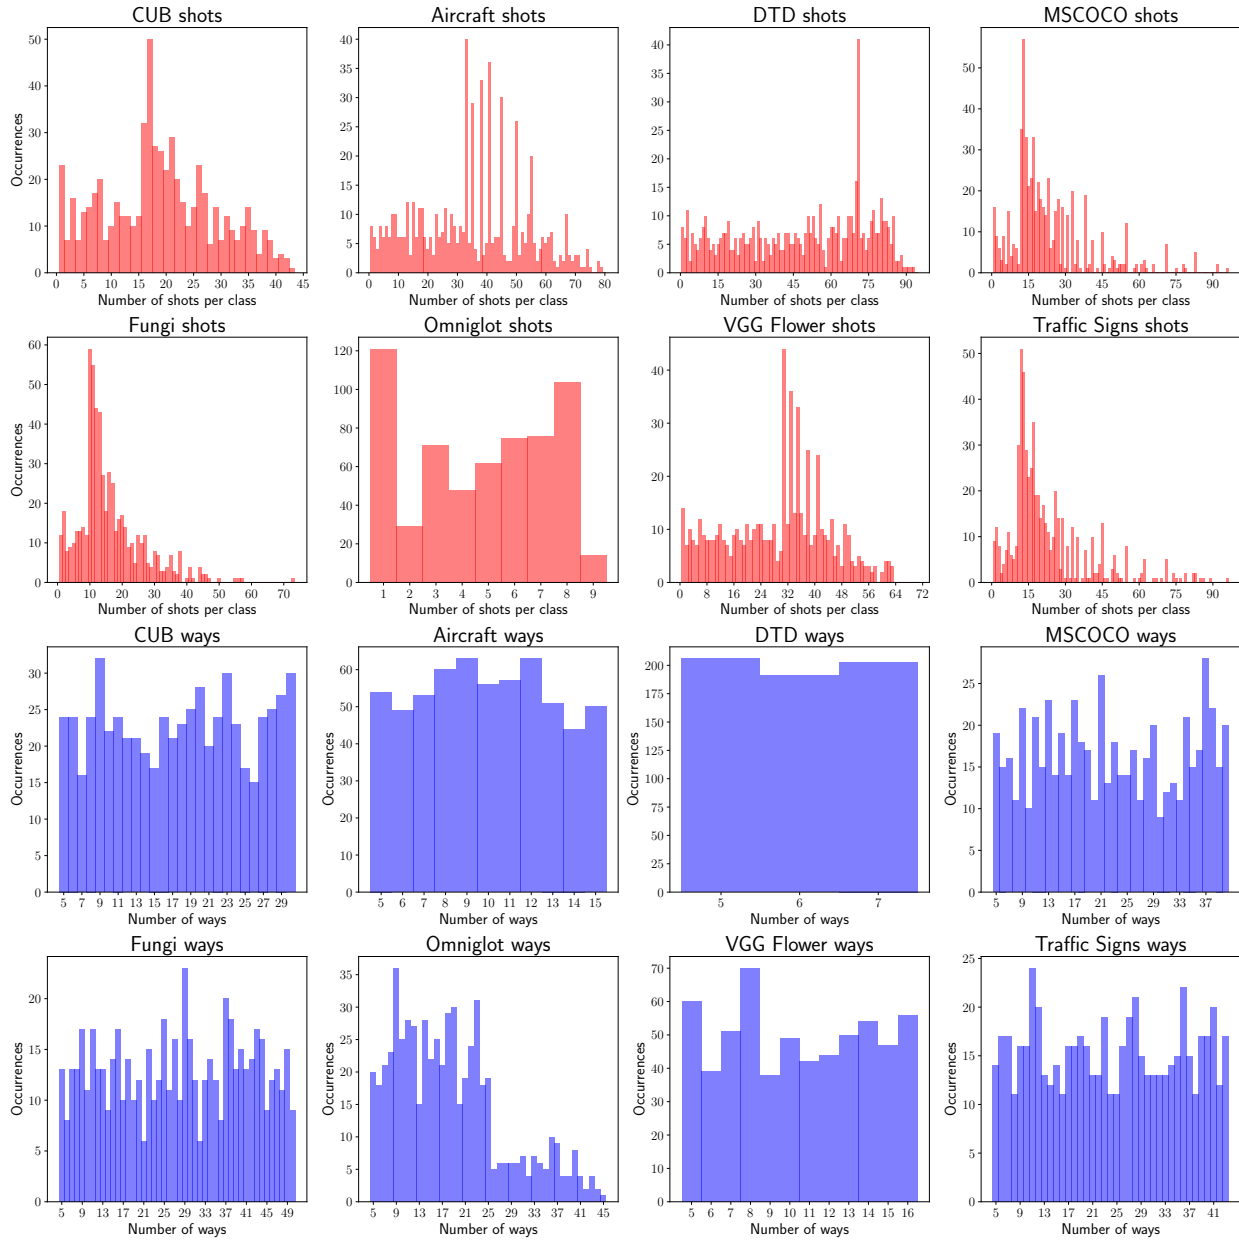 CUB shots
50
40
30
20
10
0
Occurrences
0 5 10 15 20 25 30 35 40 45
Number of shots per class
Aircraft shots
40
35
30
25
20
15
10
5
0
0 10 20 30 40 50 60 70 80
Number of shots per class
DTD shots
40
35
30
25
20
15
10
5
0
0 15 30 45 60 75 90
Number of shots per class
MSCOCO shots
50
40
30
20
10
0
0 15 30 45 60 75 90
Number of shots per class
Fungi shots
60
50
40
30
20
10
0
Occurrences
0 10 20 30 40 50 60 70
Number of shots per class
Omniglot shots
120
100
80
60
40
20
0
1 2 3 4 5 6 7 8 9
Number of shots per class
VGG Flower shots
40
30
20
10
0
0 8 16 24 32 40 48 56 64 72
Number of shots per class
Traffic Signs shots
50
40
30
20
10
0
0 15 30 45 60 75 90
Number of shots per class
CUB ways
30
25
20
15
10
5
0
Occurrences
5 7 9 11 13 15 17 19 21 23 25 27 29
Number of ways
Aircraft ways
60
50
40
30
20
10
0
Occurrences
5 6 7 8 9 10 11 12 13 14 15
Number of ways
DTD ways
200
175
150
125
100
75
50
25
0
Occurrences
5 6 7
Number of ways
MSCOCO ways
25
20
15
10
5
0
Occurrences
5 9 13 17 21 25 29 33 37
Number of ways
Fungi ways
20
15
10
5
0
Occurrences
5 9 13 17 21 25 29 33 37 41 45 49
Number of ways
Omniglot ways
35
30
25
20
15
10
5
0
Occurrences
5 9 13 17 21 25 29 33 37 41 45
Number of ways
VGG Flower ways
70
60
50
40
30
20
10
0
Occurrences
5 6 7 8 9 10 11 12 13 14 15 16
Number of ways
Traffic Signs ways
25
20
15
10
5
0
Occurrences
5 9 13 17 21 25 29 33 37 41
Number of ways